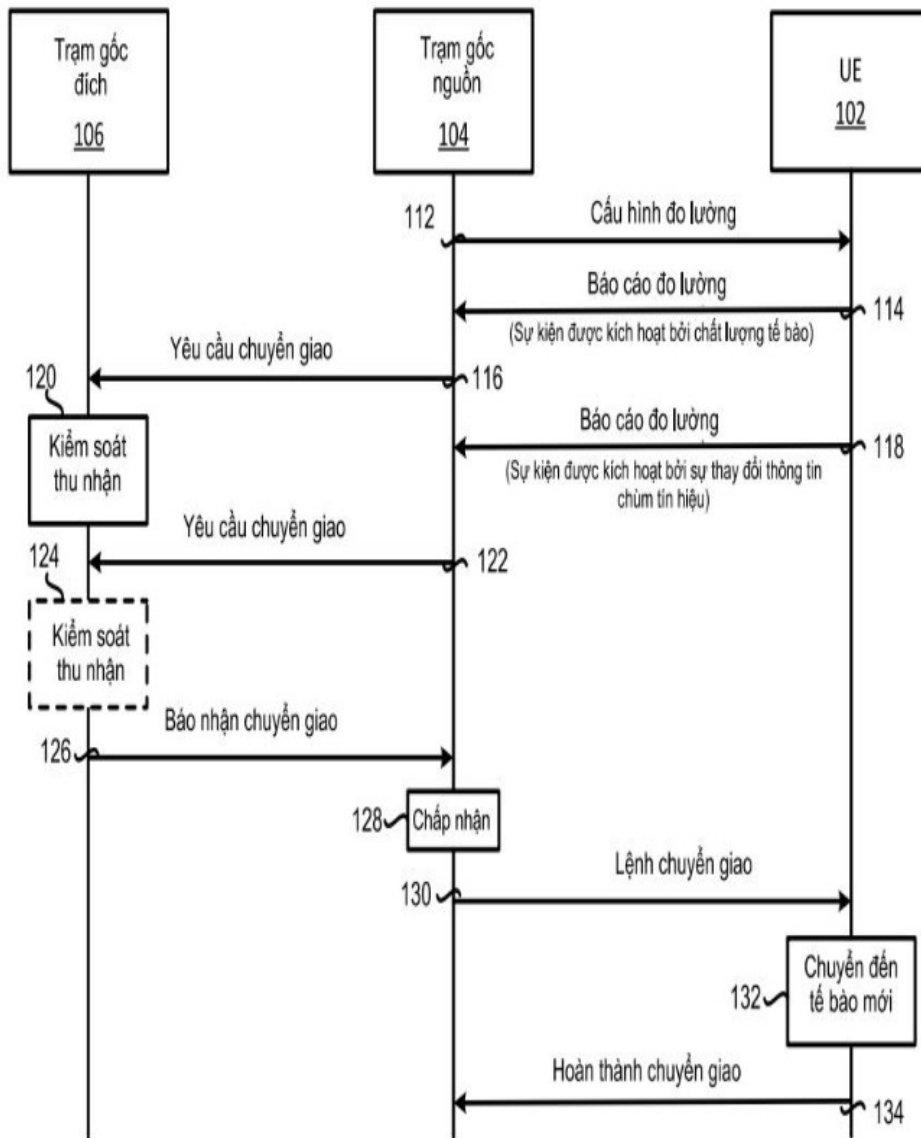 Trạm gốc
đích
106
Trạm gốc
nguồn
104
UE
102
112
Cấu hình đo lường
Báo cáo đo lường
114
(Sự kiện được kích hoạt bởi chất lượng tế bào)
Yêu cầu chuyển giao
116
120
Kiểm soát
thu nhận
Báo cáo đo lường
118
(Sự kiện được kích hoạt bởi sự thay đổi thông tin
chùm tín hiệu)
Yêu cầu chuyển giao
122
124
Kiểm soát
thu nhận
Báo nhận chuyển giao
126
128
Chấp nhận
Lệnh chuyển giao
130
Chuyển đến
tế bào mới
132
Hoàn thành chuyển giao
134